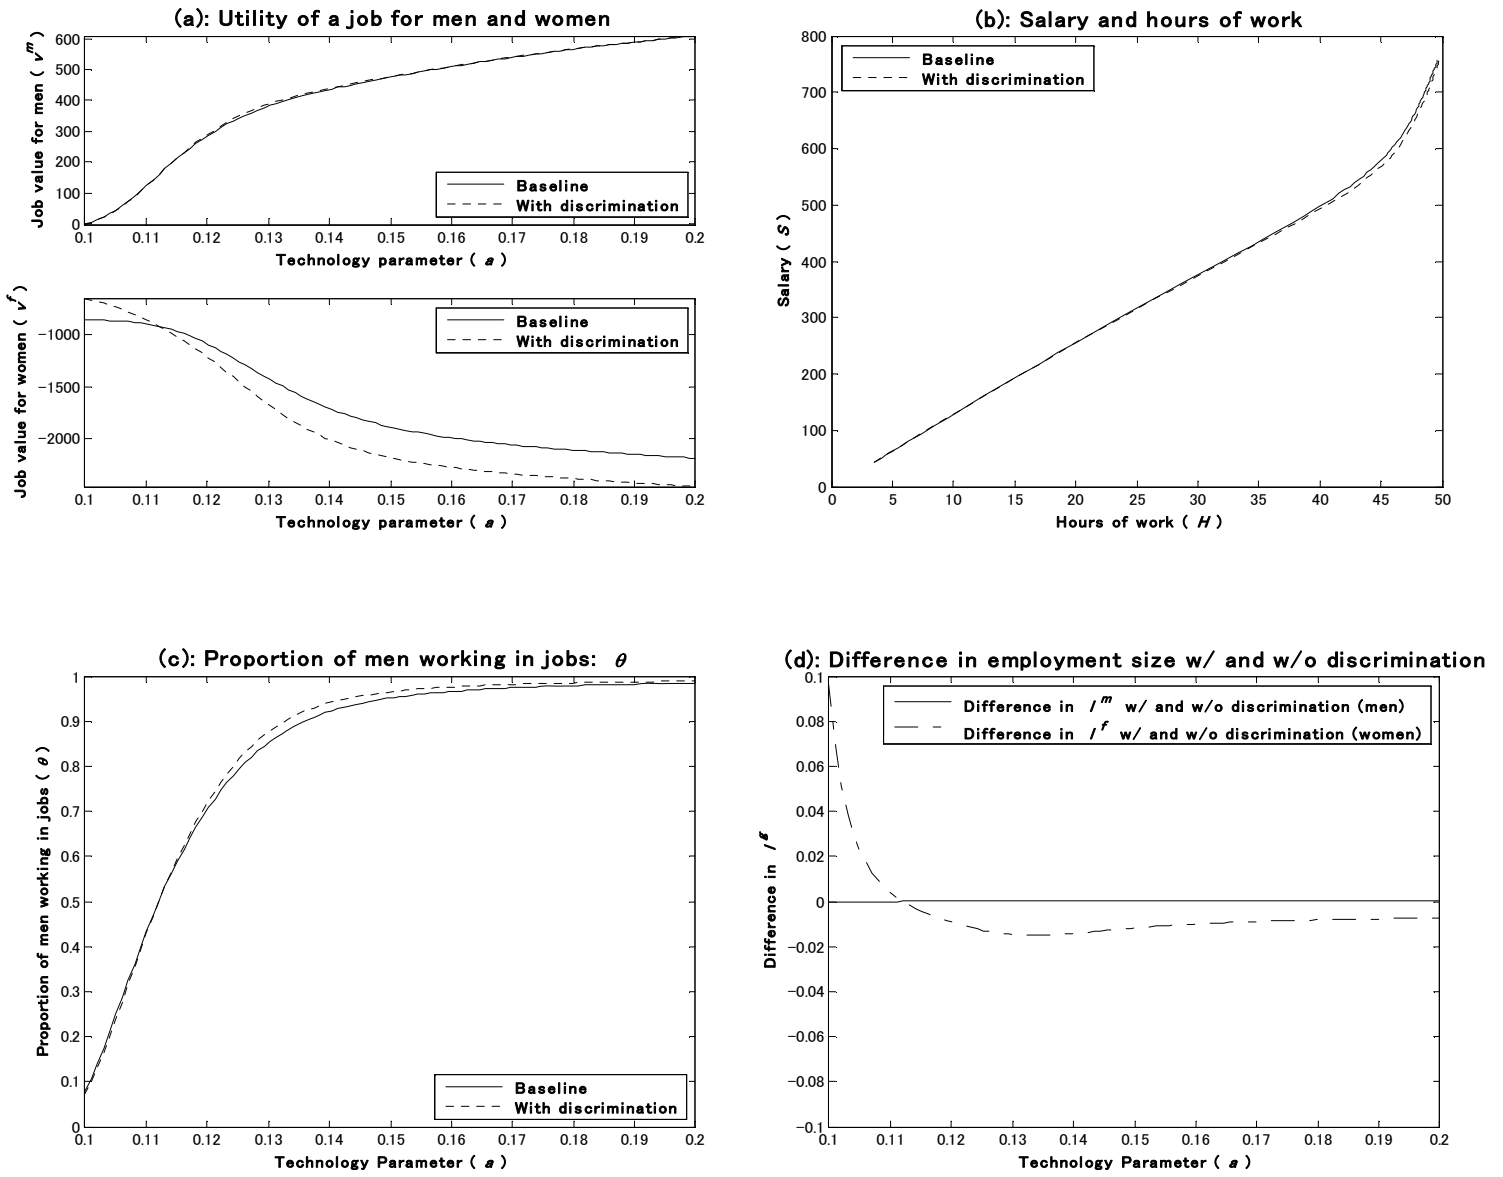 (a): Utility of a job for men and women
Job value for men ( v^m )
600
500
400
300
200
100
0
0.1 0.11 0.12 0.13 0.14 0.15 0.16 0.17 0.18 0.19 0.2
Technology parameter ( a )
Baseline
With discrimination
Job value for women ( v^f )
−1000
−1500
−2000
0.1 0.11 0.12 0.13 0.14 0.15 0.16 0.17 0.18 0.19 0.2
Technology parameter ( a )
Baseline
With discrimination
(b): Salary and hours of work
Salary ( S )
800
700
600
500
400
300
200
100
0
0 5 10 15 20 25 30 35 40 45 50
Hours of work ( H )
Baseline
With discrimination
(c): Proportion of men working in jobs: θ
Proportion of men working in jobs ( θ )
1
0.9
0.8
0.7
0.6
0.5
0.4
0.3
0.2
0.1
0
0.1 0.11 0.12 0.13 0.14 0.15 0.16 0.17 0.18 0.19 0.2
Technology Parameter ( a )
Baseline
With discrimination
(d): Difference in employment size w/ and w/o discrimination
Difference in l^g
0.1
0.08
0.06
0.04
0.02
0
−0.02
−0.04
−0.06
−0.08
−0.1
0.1 0.11 0.12 0.13 0.14 0.15 0.16 0.17 0.18 0.19 0.2
Technology Parameter ( a )
Difference in l^m w/ and w/o discrimination (men)
Difference in l^f w/ and w/o discrimination (women)